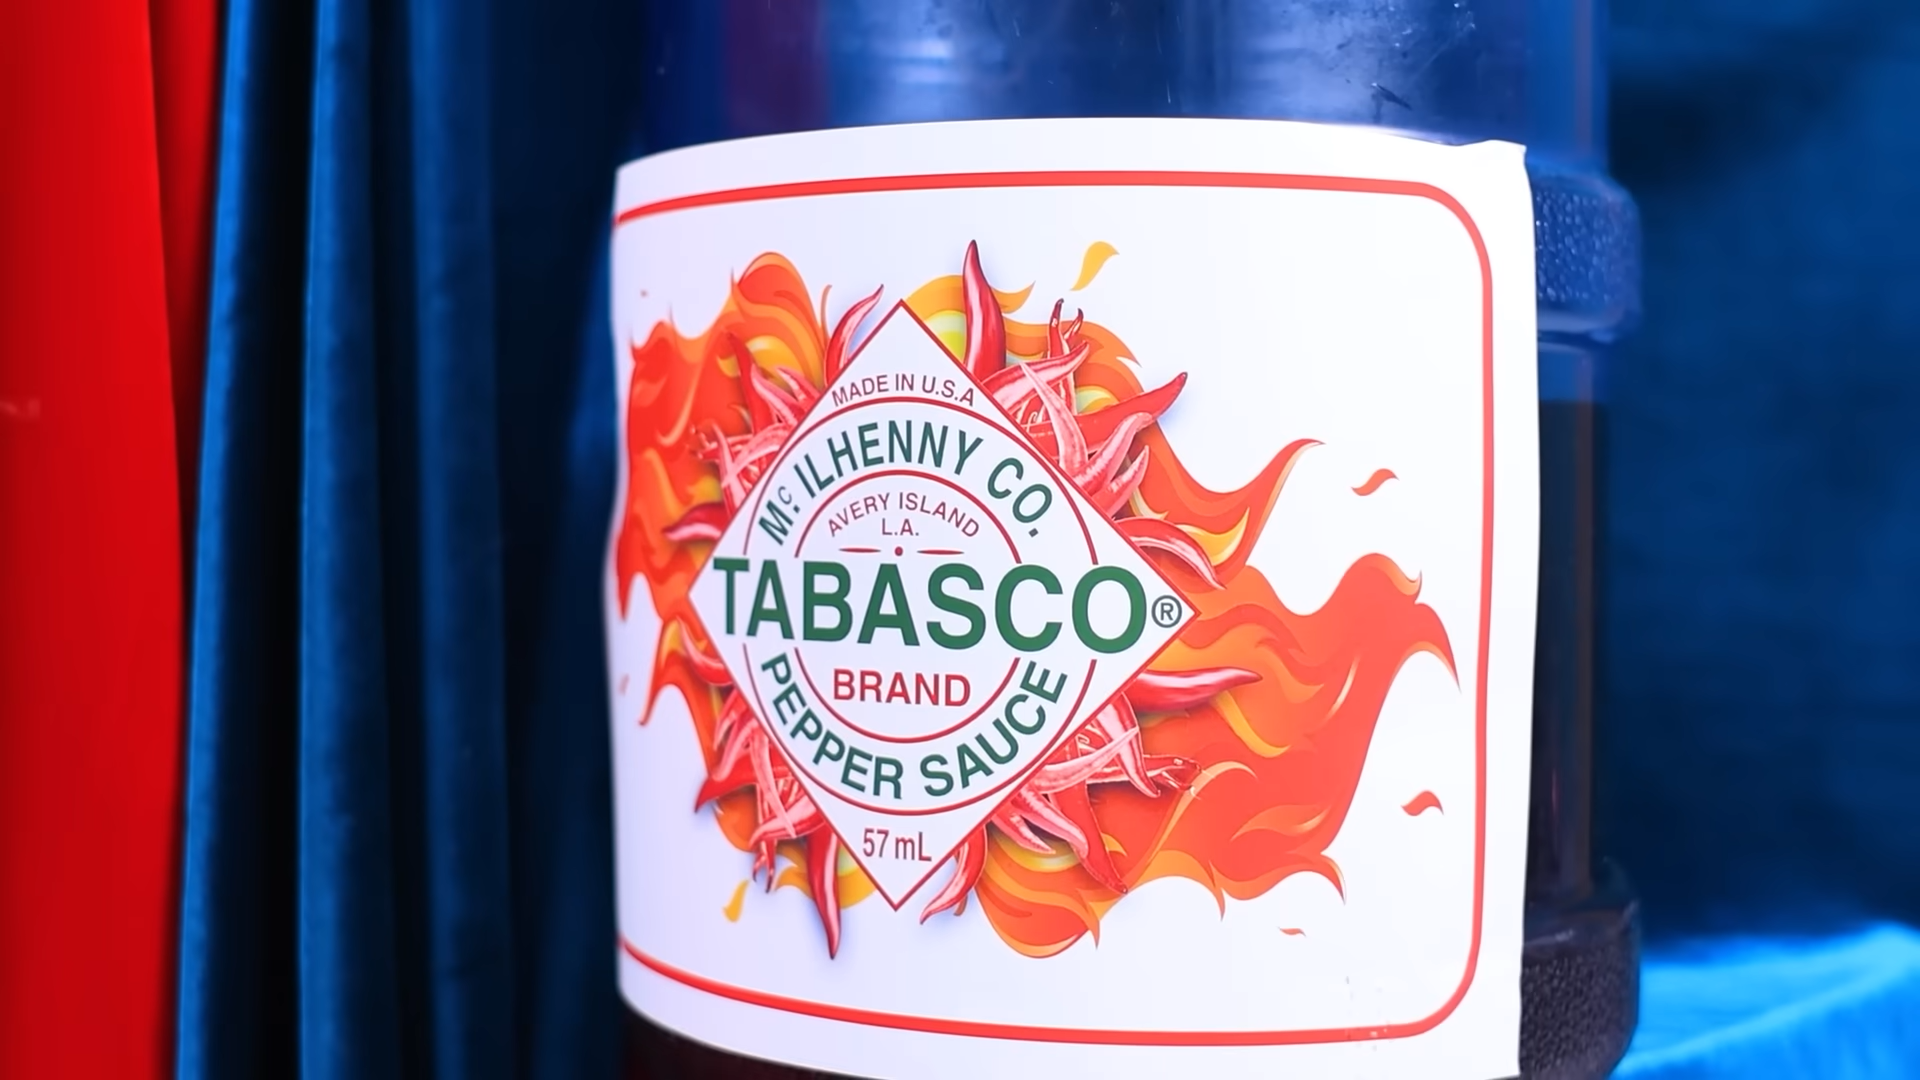 MADE IN U.S.A
Mc. ILHENNY CO.
AVERY ISLAND
L.A.
TABASCO®
BRAND
PEPPER SAUCE
57 mL